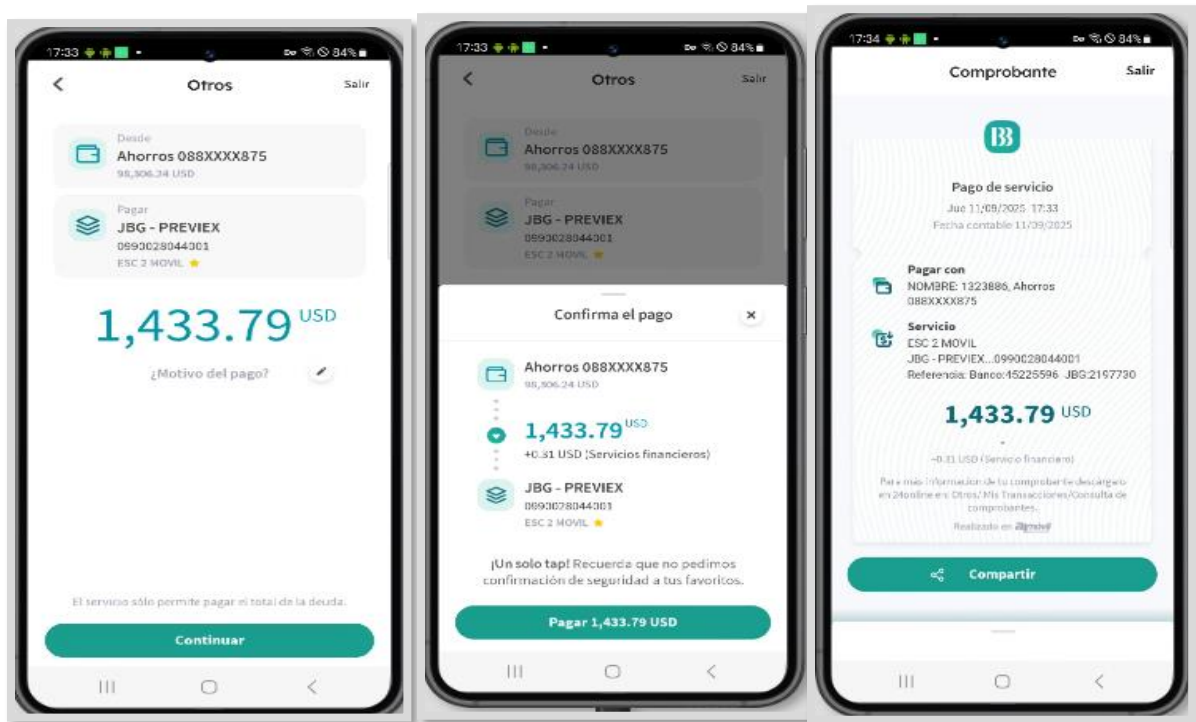 17:33
84%
Otros
Salir
Desde
Ahorros 088XXXX875
98,306.24 USD
Pagar
JBG - PREVIEX
0990028044001
ESC 2 MOVIL
1,433.79 USD
¿Motivo del pago?
El servicio sólo permite pagar el total de la deuda.
Continuar
17:33
84%
Otros
Salir
Desde
Ahorros 088XXXX875
98,306.24 USD
Pagar
JBG - PREVIEX
0990028044001
ESC 2 MOVIL
Confirma el pago
Ahorros 088XXXX875
98,306.24 USD
1,433.79 USD
+0.31 USD (Servicios financieros)
JBG - PREVIEX
0990028044001
ESC 2 MOVIL
¡Un solo tap! Recuerda que no pedimos
confirmación de seguridad a tus favoritos.
Pagar 1,433.79 USD
17:34
84%
Comprobante
Salir
Pago de servicio
Jue 11/09/2025 17:33
Fecha contable 11/09/2025
Pagar con
NOMBRE: 1323886, Ahorros
088XXXX875
Servicio
ESC 2 MOVIL
JBG - PREVIEX...0990028044001
Referencia: Banco:45225596 JBG:2197730
1,433.79 USD
-
+0.31 USD (Servicio financiero)
Para más información de tu comprobante descárgalo
en 24online en: Otros/ Mis Transacciones/Consulta de
comprobantes.
Realizado en
Compartir